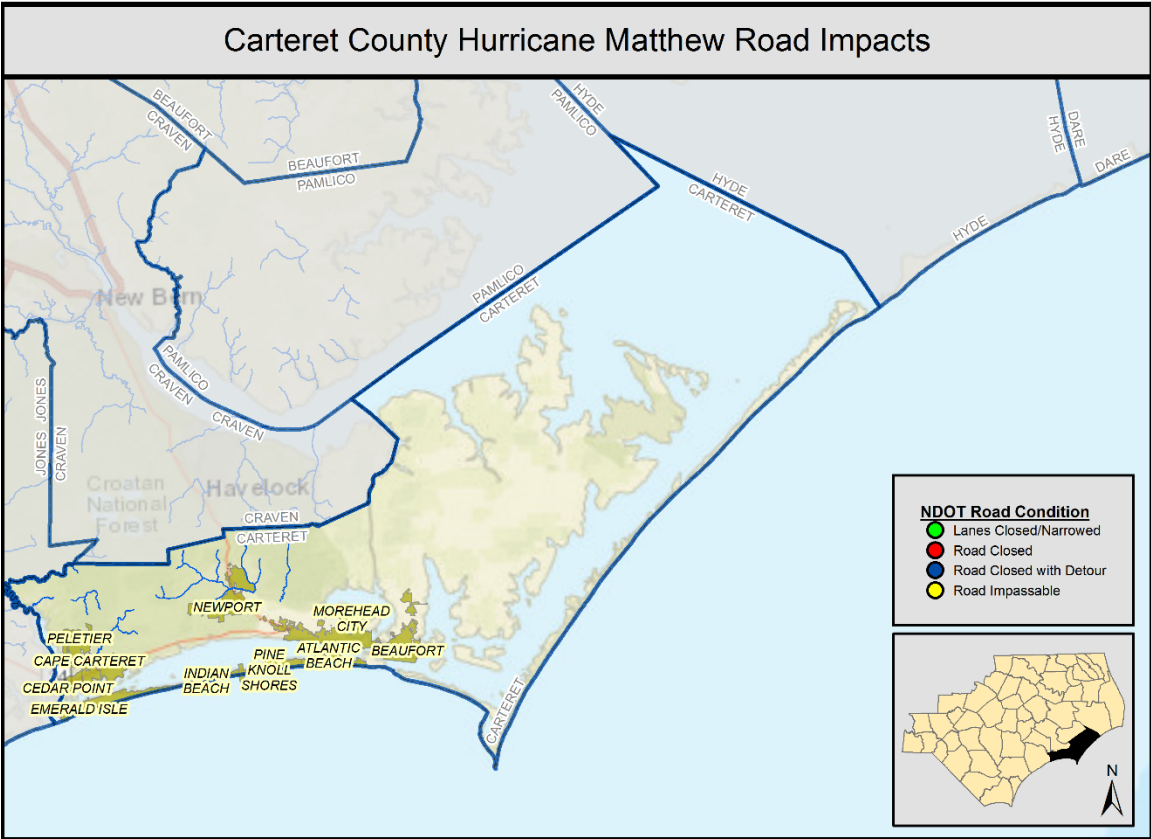 Carteret County Hurricane Matthew Road Impacts
BEAUFORT
CRAVEN
BEAUFORT
PAMLICO
HYDE
PAMLICO
HYDE
CARTERET
DARE
HYDE
DARE
HYDE
PAMLICO
CARTERET
New Bern
PAMLICO
CRAVEN
CRAVEN
JONES
JONES
CRAVEN
Croatan
National
Forest
Havelock
CRAVEN
CARTERET
NEWPORT
MOREHEAD
CITY
PELETIER
CAPE CARTERET
CEDAR POINT
EMERALD ISLE
INDIAN
BEACH
PINE
KNOLL
SHORES
ATLANTIC
BEACH
BEAUFORT
CARTERET
NDOT Road Condition
Lanes Closed/Narrowed
Road Closed
Road Closed with Detour
Road Impassable
N